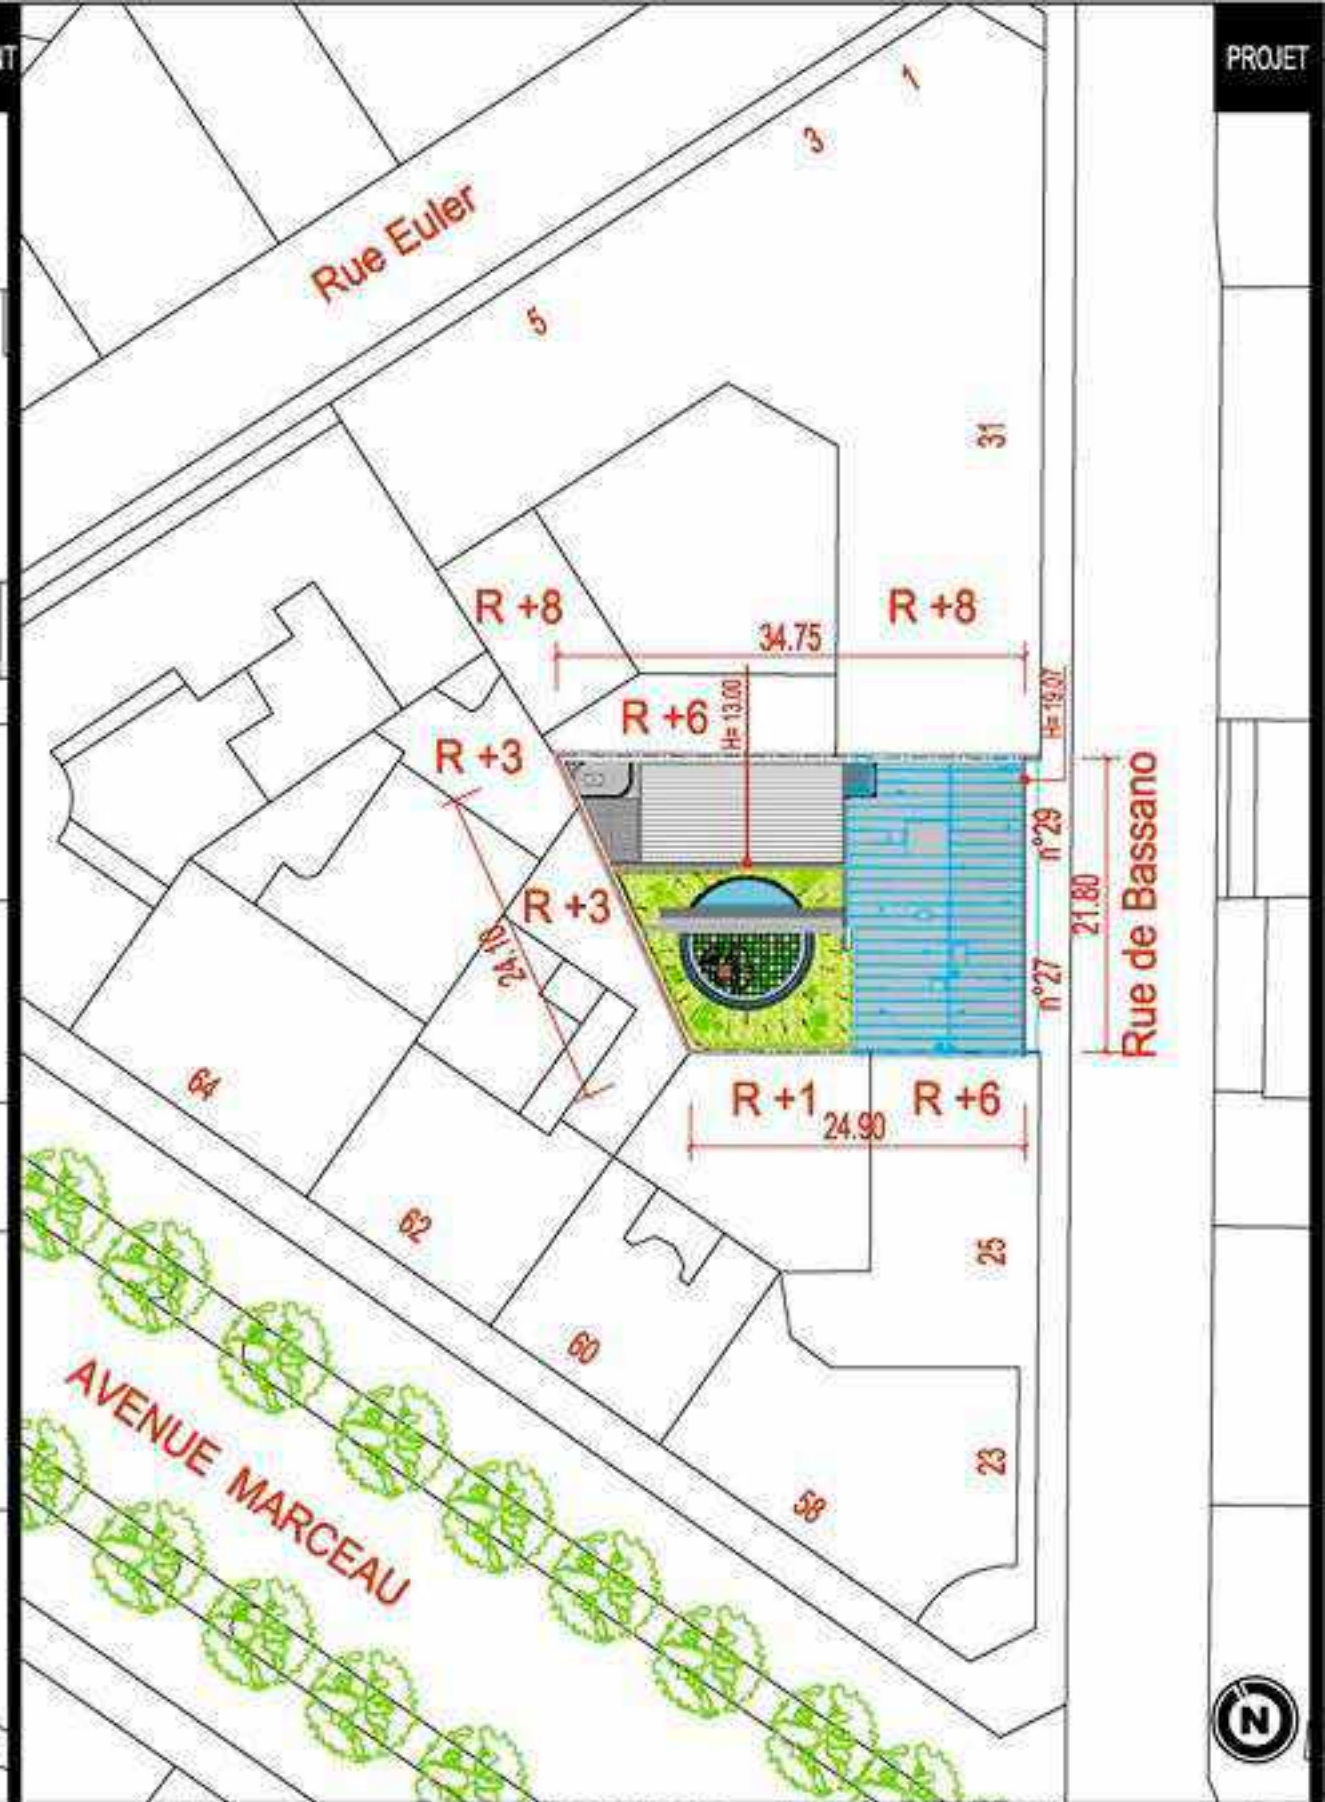 NT
PROJET
1
3
Rue Euler
5
31
R +8
R +8
34.75
H= 19.07
R +6
H= 13.00
R +3
n°29
21.80
Rue de Bassano
R +3
24.10
n°27
R +1
R +6
24.90
64
62
25
60
AVENUE MARCEAU
23
58
N